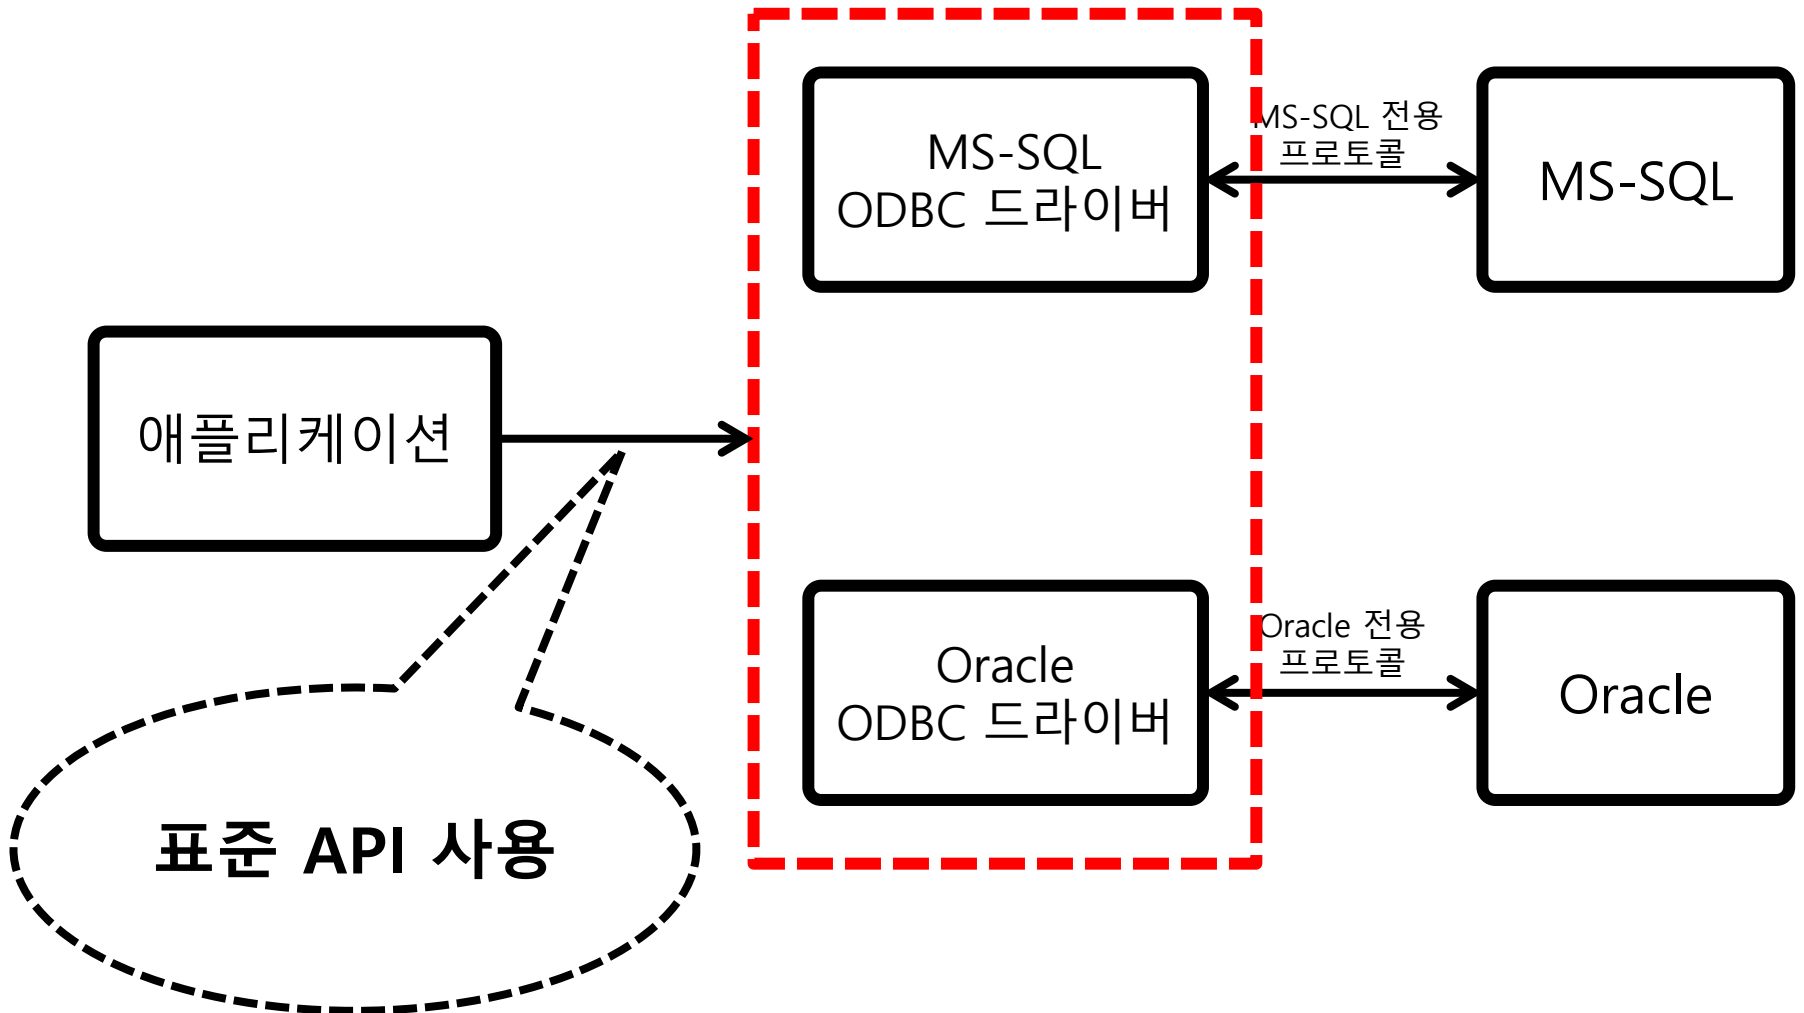 MS-SQL
ODBC 드라이버
MS-SQL 전용
프로토콜
MS-SQL
애플리케이션
Oracle
ODBC 드라이버
Oracle 전용
프로토콜
Oracle
표준 API 사용